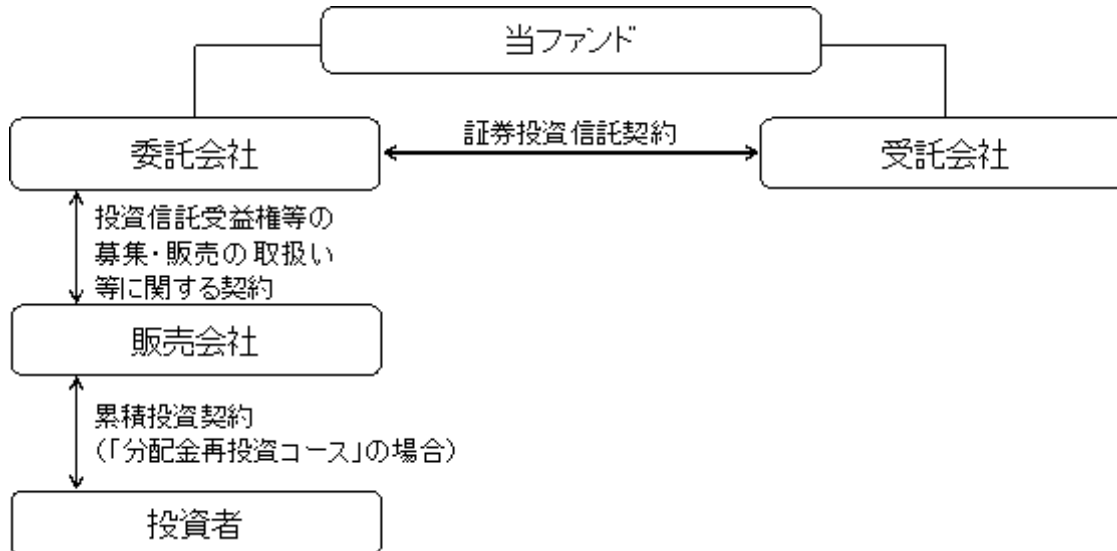 当ファンド
委託会社
証券投資信託契約
受託会社
投資信託受益権等の
募集・販売の取扱い
等に関する契約
販売会社
累積投資契約
(「分配金再投資コース」の場合)
投資者